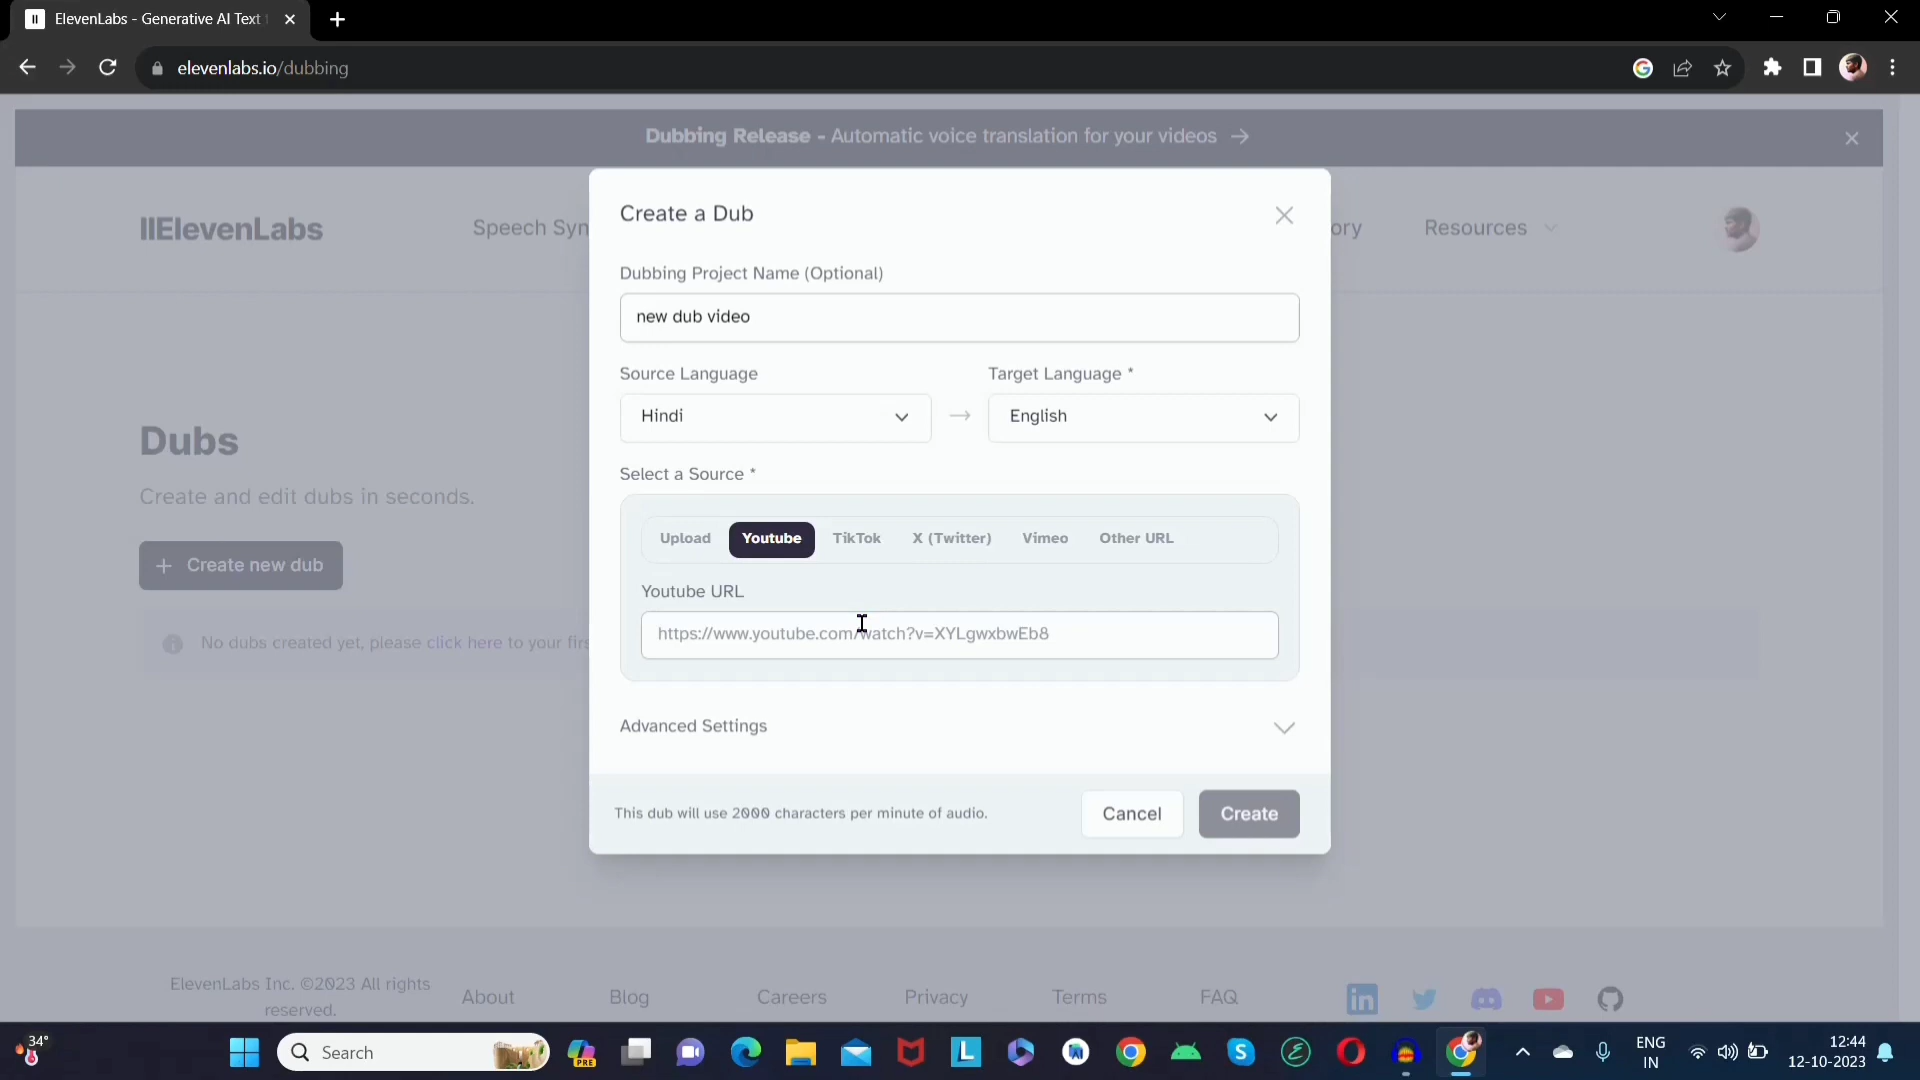 ElevenLabs - Generative AI Text
elevenlabs.io/dubbing
Dubbing Release - Automatic voice translation for your videos →
IIElevenLabs
Speech Syn
ory
Resources
Create a Dub
Dubbing Project Name (Optional)
new dub video
Source Language
Target Language *
Hindi
→
English
Select a Source *
Upload
Youtube
TikTok
X (Twitter)
Vimeo
Other URL
Youtube URL
https://www.youtube.com/watch?v=XYLgwxbwEb8
Advanced Settings
This dub will use 2000 characters per minute of audio.
Cancel
Create
Dubs
Create and edit dubs in seconds.
+ Create new dub
No dubs created yet, please click here to your firs
ElevenLabs Inc. ©2023 All rights
reserved.
About
Blog
Careers
Privacy
Terms
FAQ
34°
Search
PRE
ENG
IN
12:44
12-10-2023